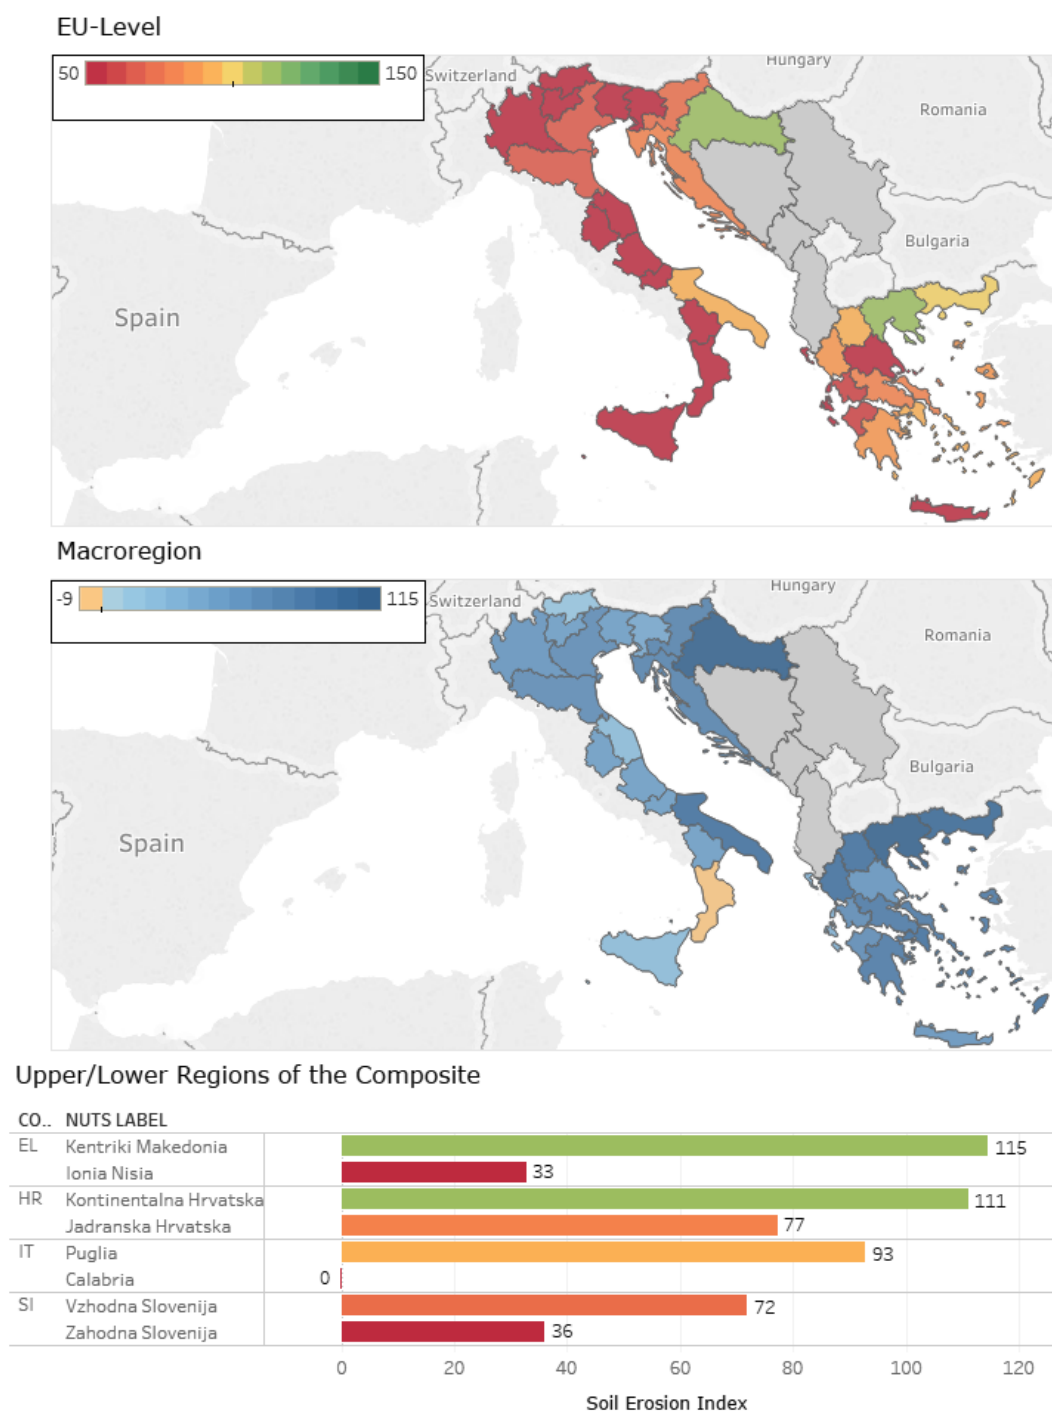 EU-Level
50 150
Switzerland
Hungary
Romania
Bulgaria
Spain
Macroregion
-9 115
Switzerland
Hungary
Romania
Bulgaria
Spain
Upper/Lower Regions of the Composite
CO.. NUTS LABEL
EL Kentriki Makedonia 115
Ionia Nisia 33
HR Kontinentalna Hrvatska 111
Jadranska Hrvatska 77
IT Puglia 93
Calabria 0
SI Vzhodna Slovenija 72
Zahodna Slovenija 36
0 20 40 60 80 100 120
Soil Erosion Index